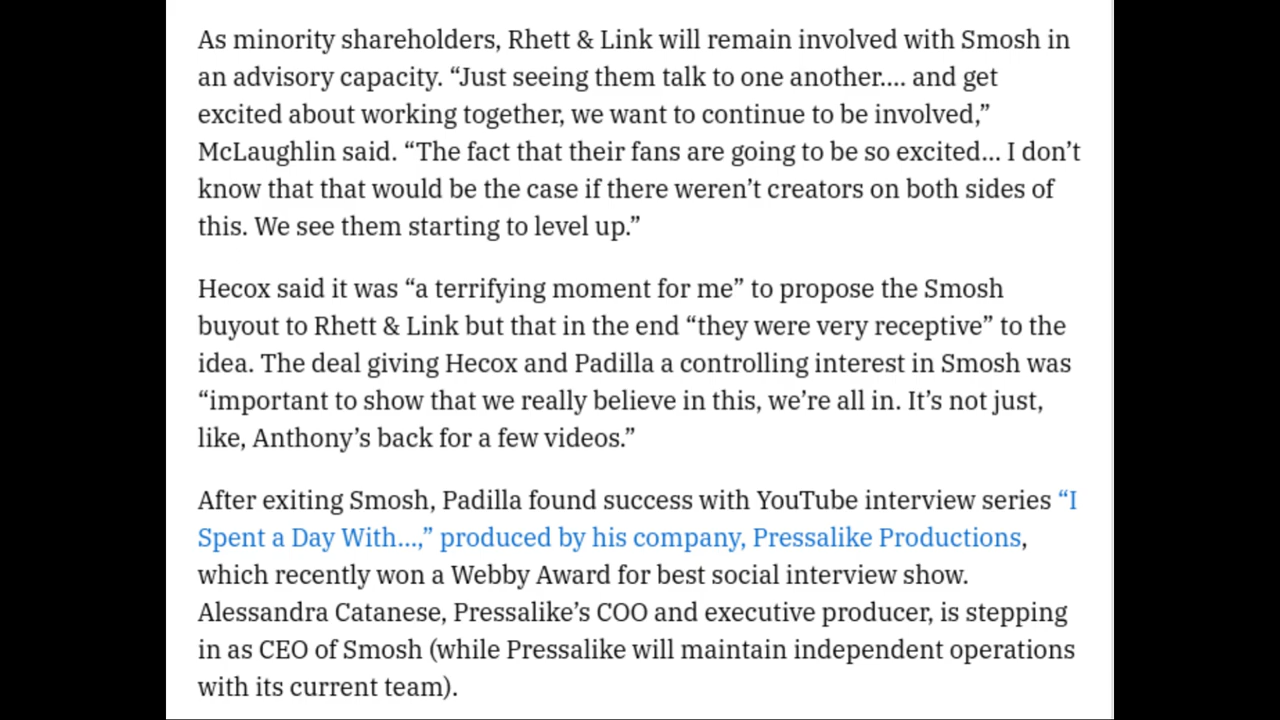 As minority shareholders, Rhett & Link will remain involved with Smosh in
an advisory capacity. “Just seeing them talk to one another.... and get
excited about working together, we want to continue to be involved,”
McLaughlin said. “The fact that their fans are going to be so excited... I don’t
know that that would be the case if there weren’t creators on both sides of
this. We see them starting to level up.”
Hecox said it was “a terrifying moment for me” to propose the Smosh
buyout to Rhett & Link but that in the end “they were very receptive” to the
idea. The deal giving Hecox and Padilla a controlling interest in Smosh was
“important to show that we really believe in this, we’re all in. It’s not just,
like, Anthony’s back for a few videos.”
After exiting Smosh, Padilla found success with YouTube interview series “I
Spent a Day With...,” produced by his company, Pressalike Productions,
which recently won a Webby Award for best social interview show.
Alessandra Catanese, Pressalike’s COO and executive producer, is stepping
in as CEO of Smosh (while Pressalike will maintain independent operations
with its current team).